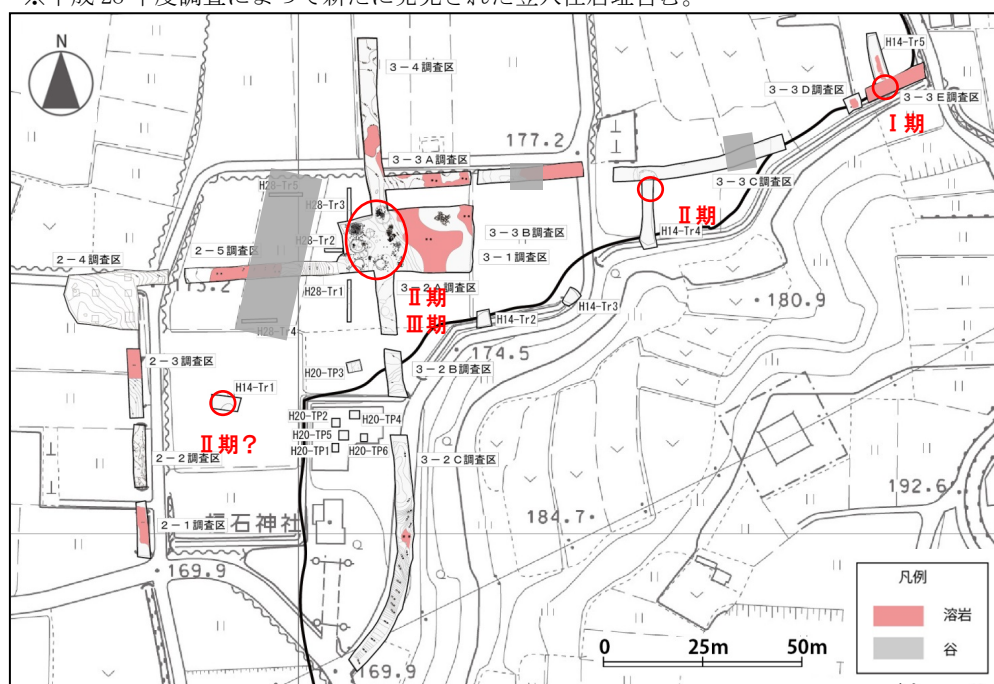 ※平成 28 年度調査によって新たに発見された竪穴住居址含む。
N
3－4調査区
H14-Tr5
3－3D調査区
3－3E調査区
Ⅰ期
177.2
3－3A調査区
3－3C調査区
H28-Tr5
H28-Tr3
Ⅱ期
H14-Tr4
3－3B調査区
2－5調査区
H28-Tr2
3－1調査区
2－4調査区
3－2A調査区
H28-Tr1
Ⅱ期
Ⅲ期
H14-Tr3
180.9
H28-Tr4
H14-Tr2
174.5
2－3調査区
H20-TP3
3－2B調査区
H14-Tr1
H20-TP2
H20-TP4
Ⅱ期？
H20-TP5
H20-TP1
H20-TP6
2－2調査区
3－2C調査区
192.6
184.7
2－1調査区
石神社
169.9
凡例
溶岩
谷
0
25m
50m
169.9